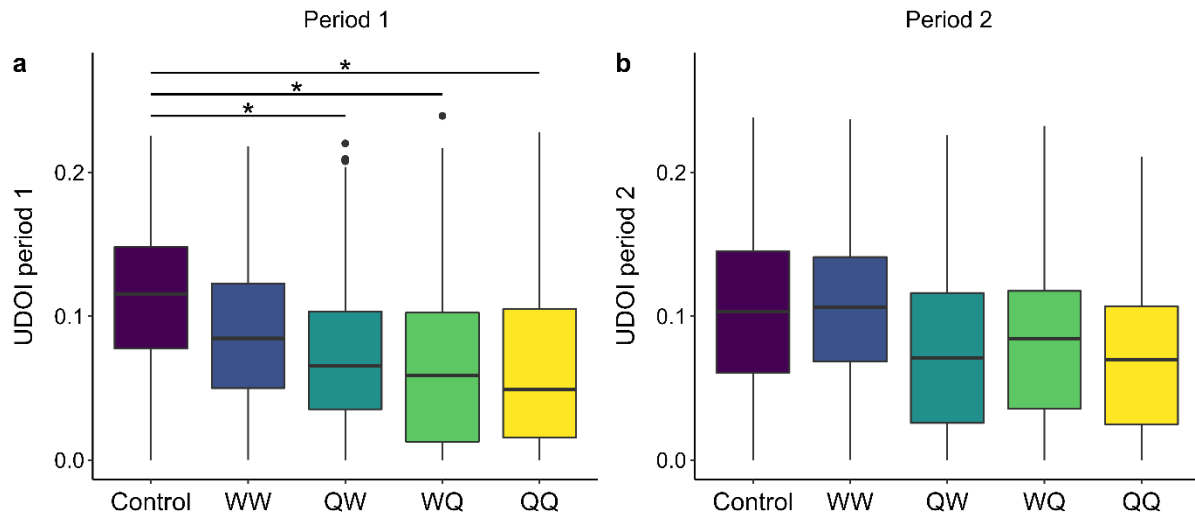 Period 1
a
*
*
*
UDOI period 1
0.2
0.1
0.0
Control WW QW WQ QQ
Period 2
b
UDOI period 2
0.2
0.1
0.0
Control WW QW WQ QQ